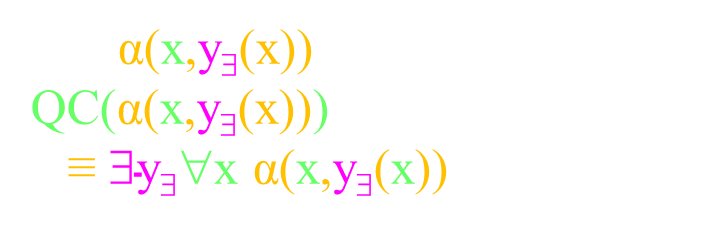 α(x,y∃(x))
QC(α(x,y∃(x)))
≡ ∃-y∃∀x α(x,y∃(x))